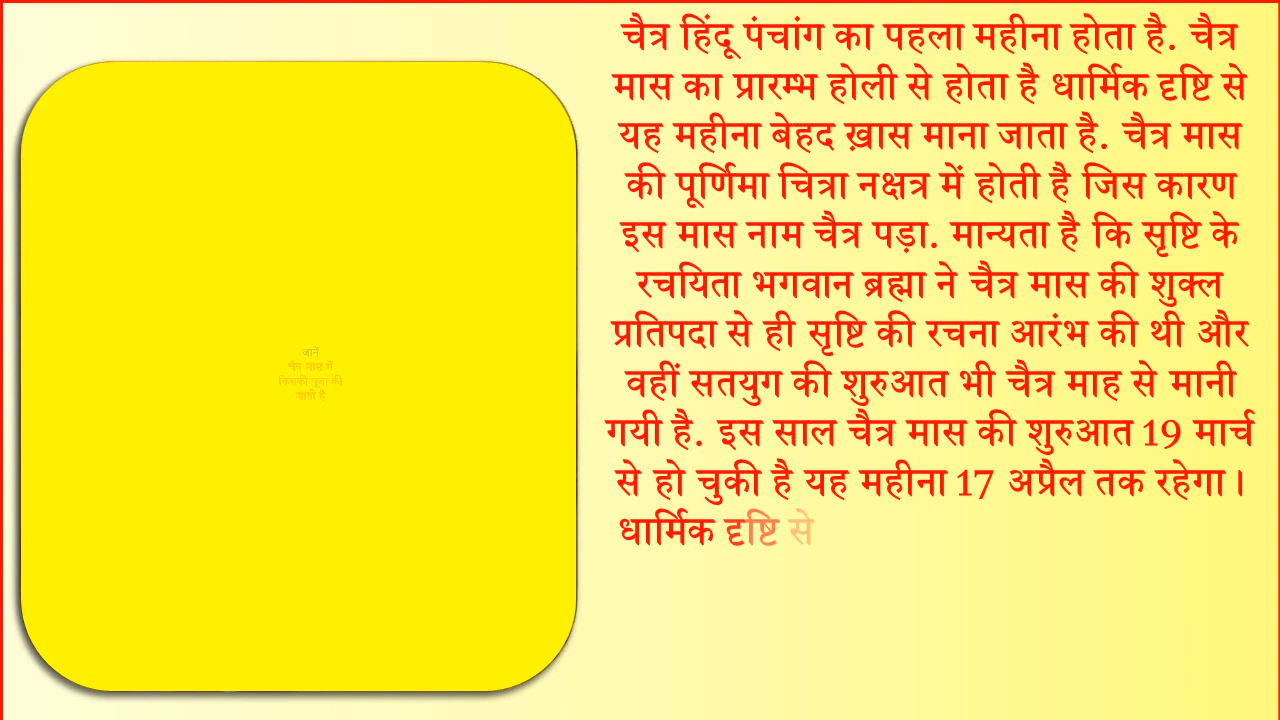 जानें
चैत्र मास में
किसकी पूजा की
जाती है
चैत्र हिंदू पंचांग का पहला महीना होता है. चैत्र
मास का प्रारम्भ होली से होता है धार्मिक दृष्टि से
यह महीना बेहद ख़ास माना जाता है. चैत्र मास
की पूर्णिमा चित्रा नक्षत्र में होती है जिस कारण
इस मास नाम चैत्र पड़ा. मान्यता है कि सृष्टि के
रचयिता भगवान ब्रह्मा ने चैत्र मास की शुक्ल
प्रतिपदा से ही सृष्टि की रचना आरंभ की थी और
वहीं सतयुग की शुरुआत भी चैत्र माह से मानी
गयी है. इस साल चैत्र मास की शुरुआत 19 मार्च
से हो चुकी है यह महीना 17 अप्रैल तक रहेगा।
धार्मिक दृष्टि से